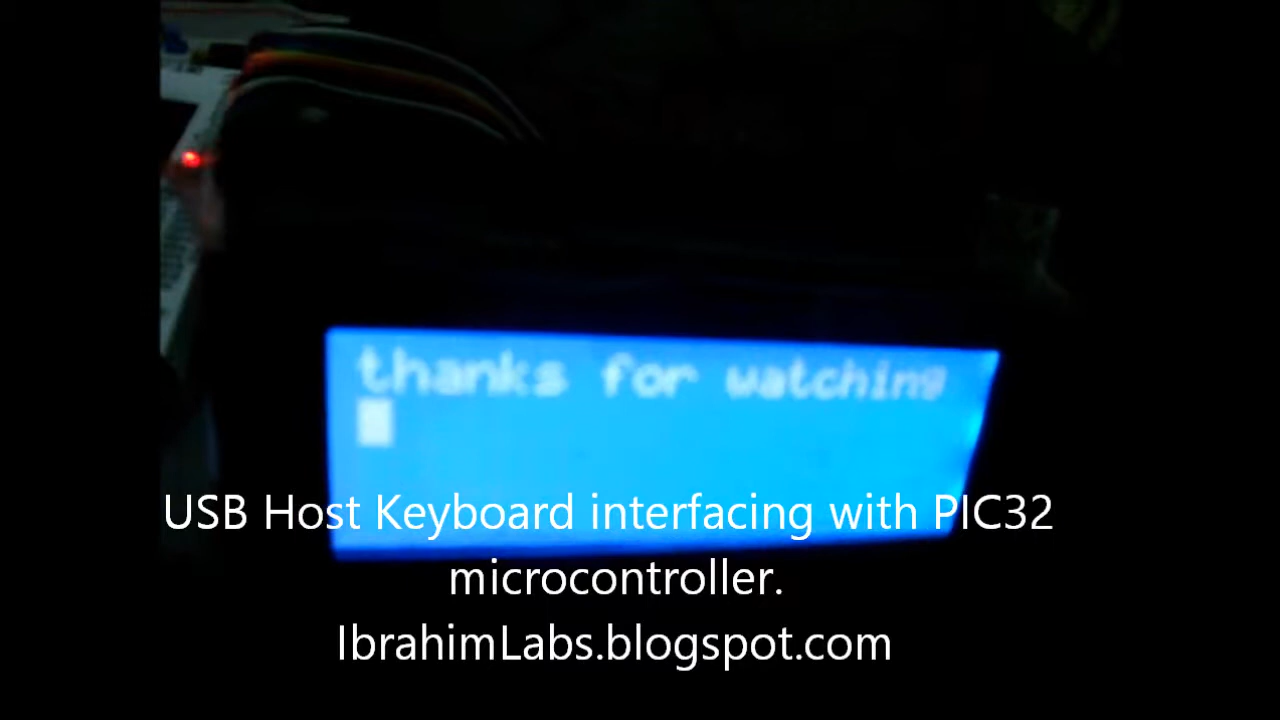 thanks for watching
USB Host Keyboard interfacing with PIC32
microcontroller.
IbrahimLabs.blogspot.com